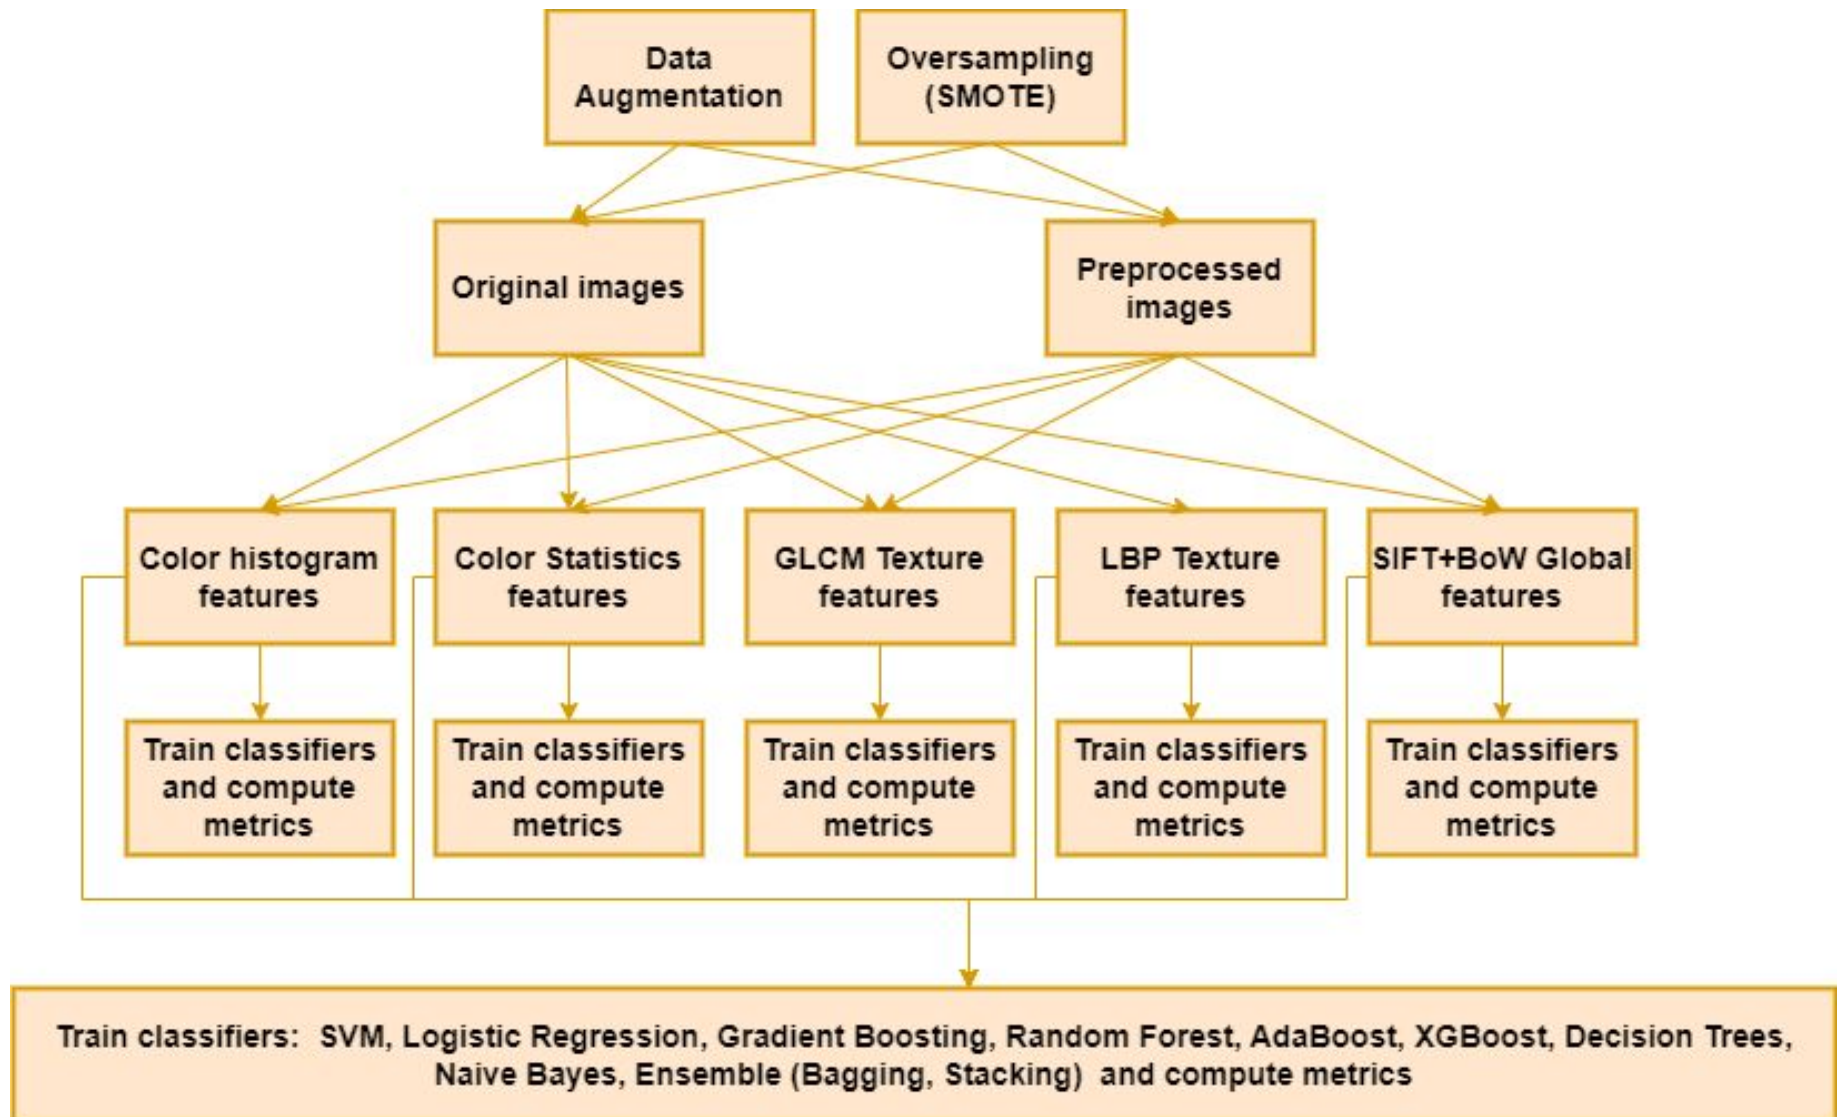 Data
Augmentation
Oversampling
(SMOTE)
Original images
Preprocessed
images
Color histogram
features
Color Statistics
features
GLCM Texture
features
LBP Texture
features
SIFT+BoW Global
features
Train classifiers
and compute
metrics
Train classifiers
and compute
metrics
Train classifiers
and compute
metrics
Train classifiers
and compute
metrics
Train classifiers
and compute
metrics
Train classifiers: SVM, Logistic Regression, Gradient Boosting, Random Forest, AdaBoost, XGBoost, Decision Trees,
Naive Bayes, Ensemble (Bagging, Stacking) and compute metrics